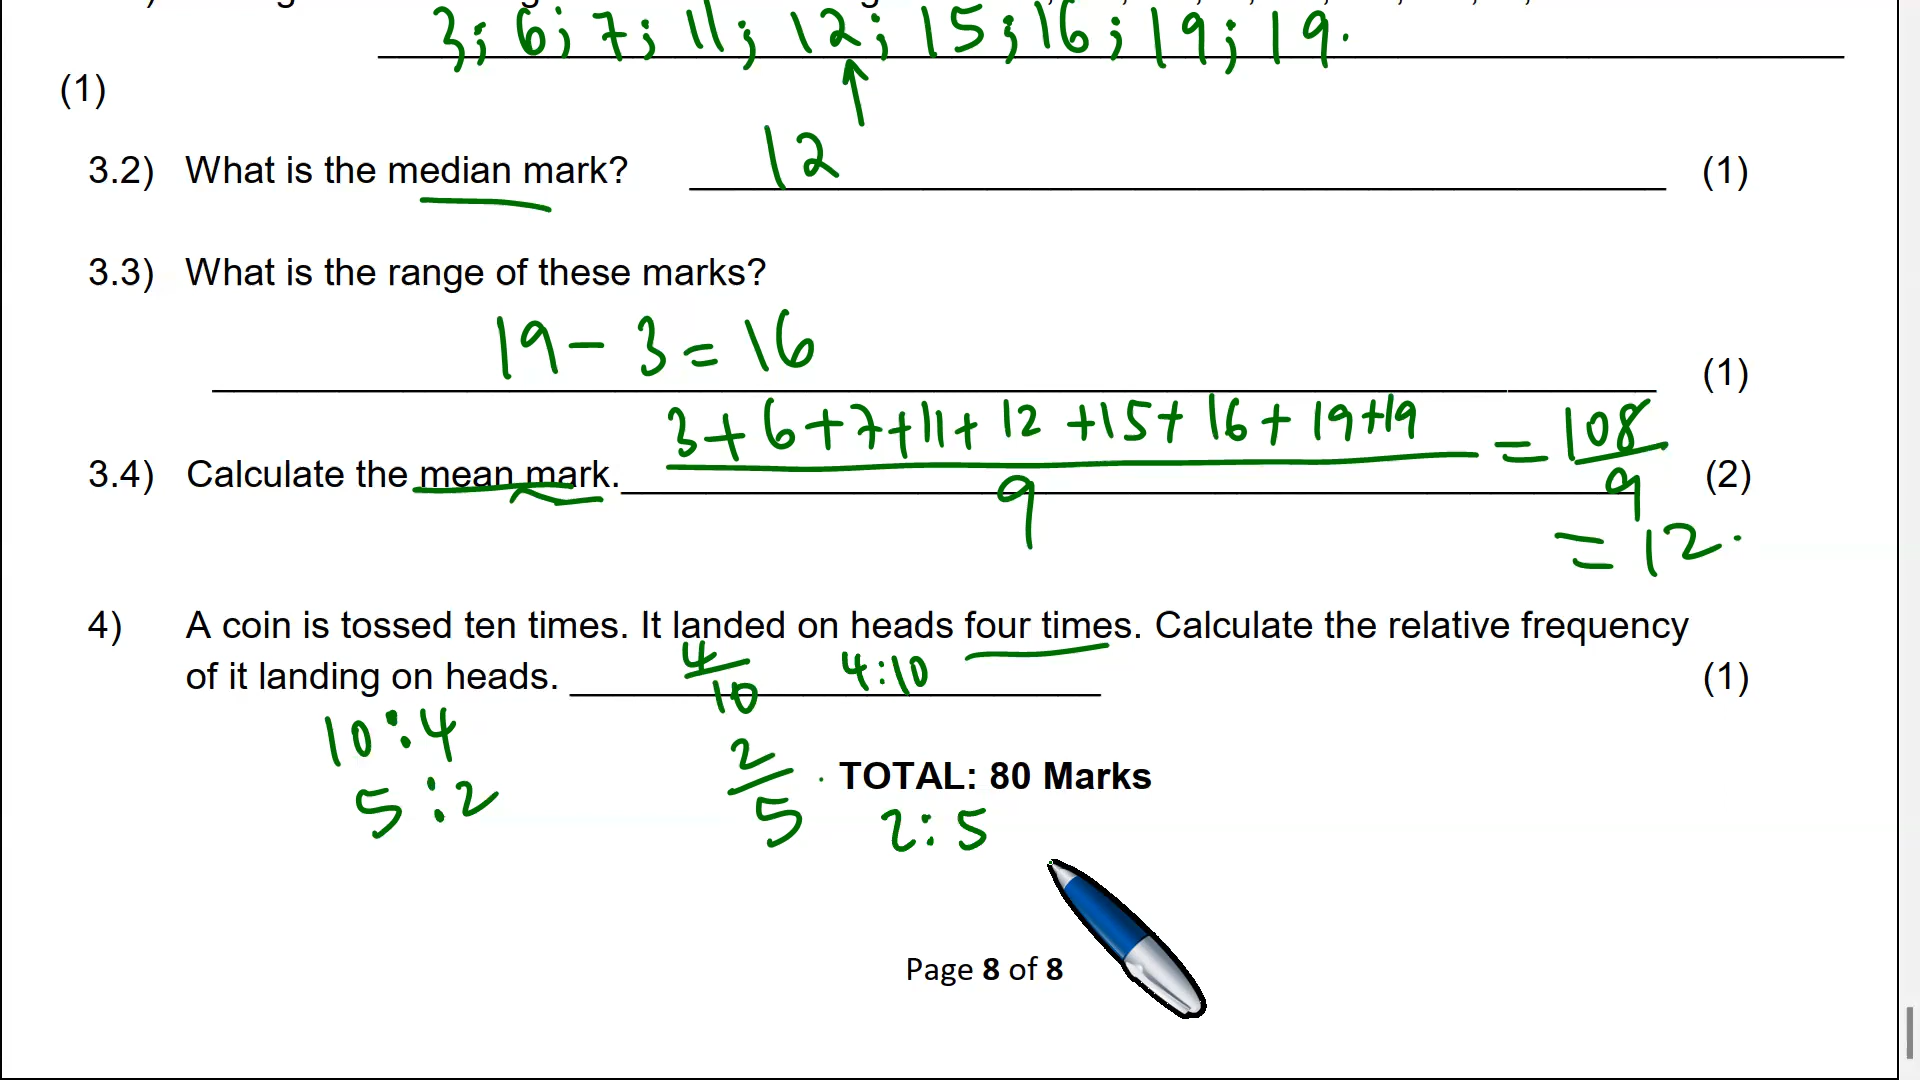 3; 6; 7; 11; 12; 15; 16; 19; 19.
(1)
12
3.2) What is the median mark? (1)
3.3) What is the range of these marks?
19 - 3 = 16
(1)
3 + 6 + 7 + 11 + 12 + 15 + 16 + 19 + 19 = 108
3.4) Calculate the mean mark. (2)
9 9
= 12.
4) A coin is tossed ten times. It landed on heads four times. Calculate the relative frequency
of it landing on heads. 4/10 4:10 (1)
10:4
5:2
2/5 . TOTAL: 80 Marks
2:5
Page 8 of 8